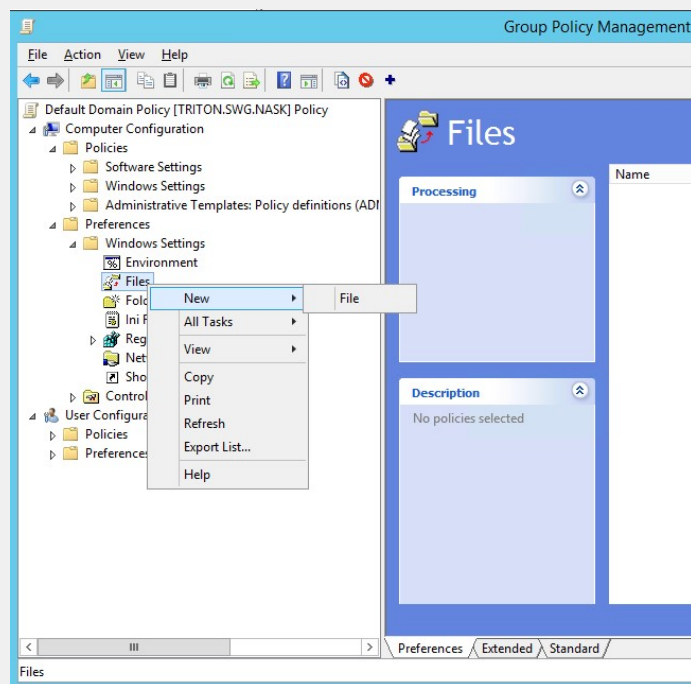 Group Policy Management
File Action View Help
Default Domain Policy [TRITON.SWG.NASK] Policy
Computer Configuration
Policies
Software Settings
Windows Settings
Administrative Templates: Policy definitions (ADM
Preferences
Windows Settings
Environment
Files
Fold
Ini F
Reg
Net
Sho
Control
User Configura
Policies
Preferences
New
All Tasks
View
Copy
Print
Refresh
Export List...
Help
File
Files
Processing
Description
No policies selected
Name
Preferences Extended Standard
Files